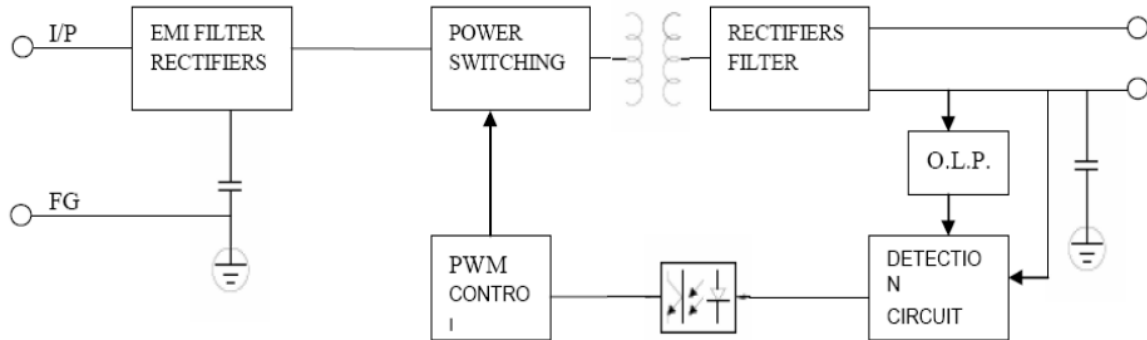 I/P
EMI FILTER
RECTIFIERS
POWER
SWITCHING
RECTIFIERS
FILTER
O.L.P.
FG
PWM
CONTRO
l
DETECTIO
N
CIRCUIT